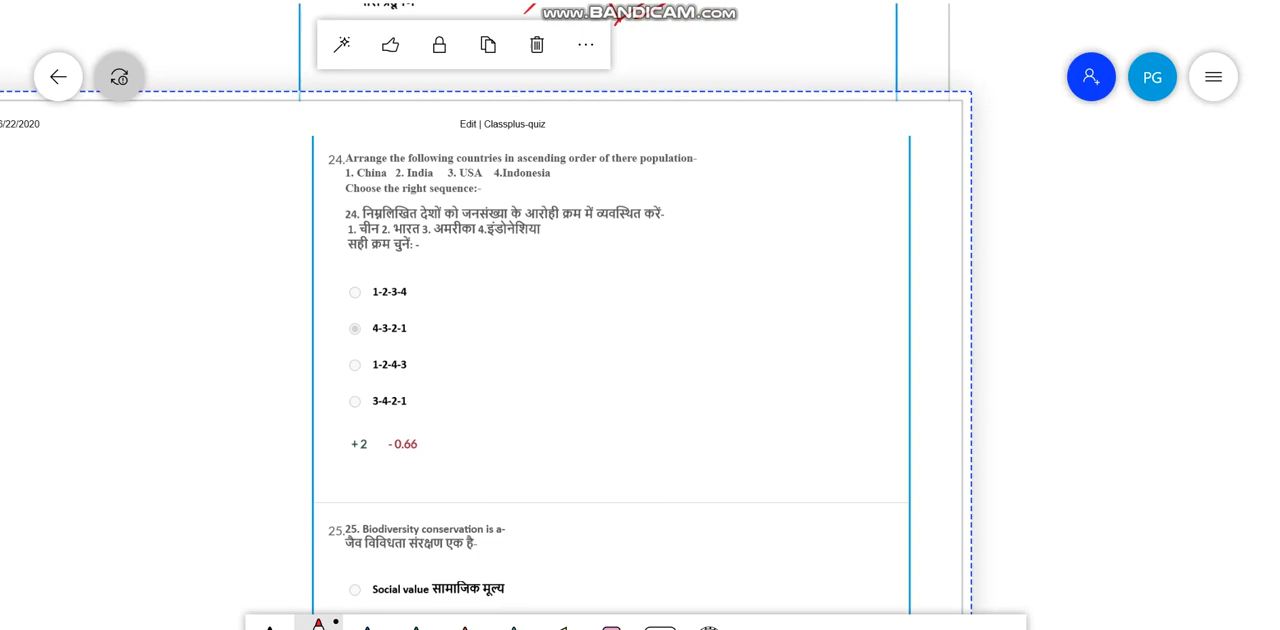 www.BANDICAM.com
PG
6/22/2020
Edit | Classplus-quiz
24.
Arrange the following countries in ascending order of there population-
1. China 2. India 3. USA 4.Indonesia
Choose the right sequence:-
24. निम्नलिखित देशों को जनसंख्या के आरोही क्रम में व्यवस्थित करें-
1. चीन 2. भारत 3. अमरीका 4.इंडोनेशिया
सही क्रम चुनें: -
1-2-3-4
4-3-2-1
1-2-4-3
3-4-2-1
+ 2 - 0.66
25.
25. Biodiversity conservation is a-
जैव विविधता संरक्षण एक है-
Social value सामाजिक मूल्य